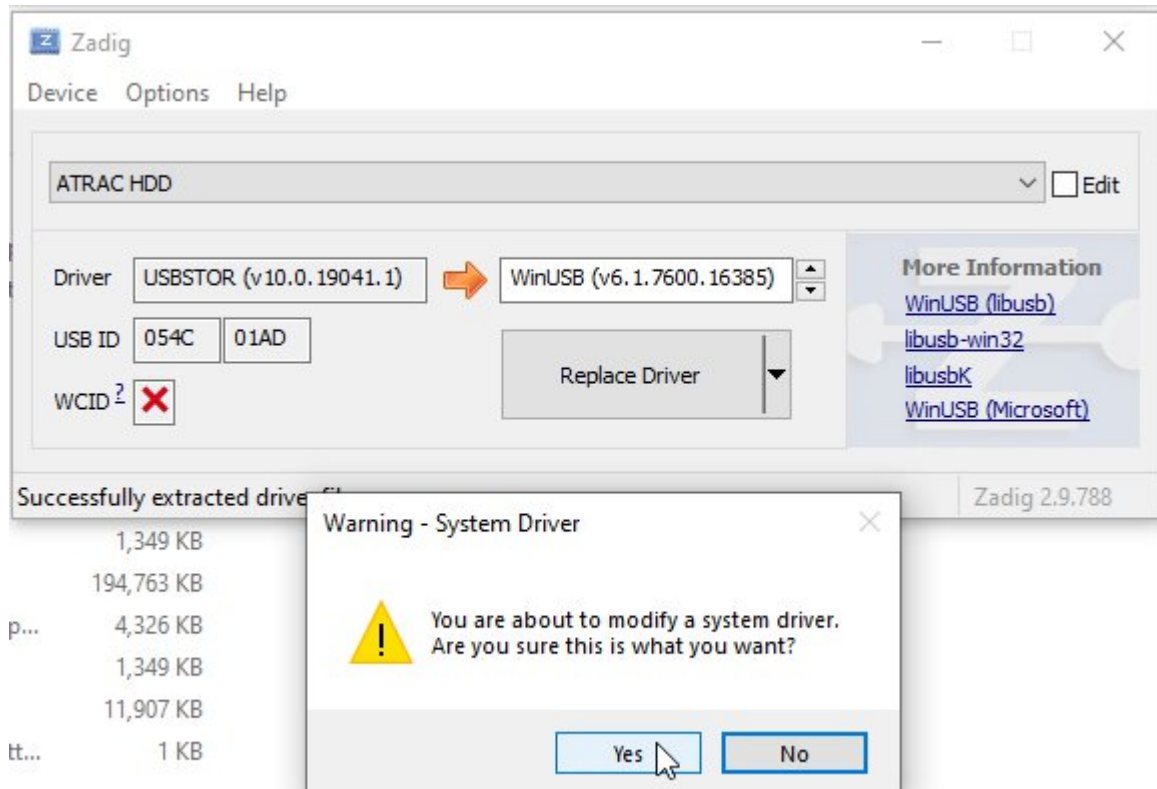 Zadig
Device Options Help
ATRAC HDD
Edit
Driver USBSTOR (v10.0.19041.1) WinUSB (v6.1.7600.16385)
USB ID 054C 01AD
WCID ?
Replace Driver
More Information
WinUSB (libusb)
libusb-win32
libusbK
WinUSB (Microsoft)
Successfully extracted driver
Zadig 2.9.788
Warning - System Driver
You are about to modify a system driver.
Are you sure this is what you want?
Yes No
1,349 KB
194,763 KB
p... 4,326 KB
1,349 KB
11,907 KB
tt... 1 KB